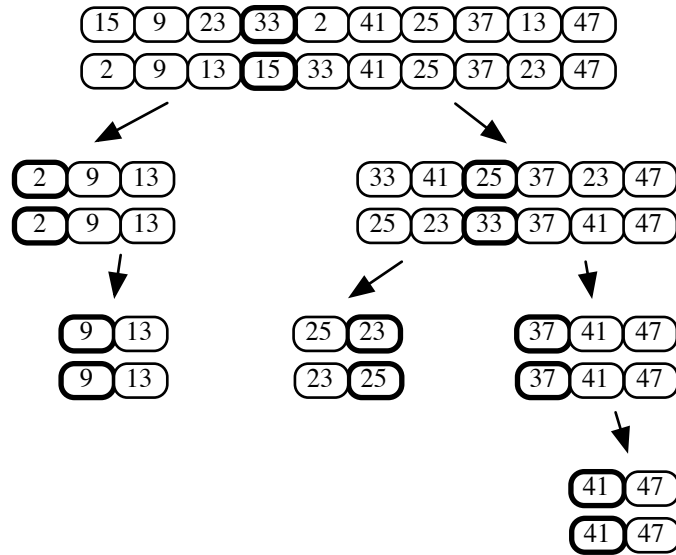 15 9 23 33 2 41 25 37 13 47
2 9 13 15 33 41 25 37 23 47
2 9 13 33 41 25 37 23 47
2 9 13 25 23 33 37 41 47
9 13 25 23 37 41 47
9 13 23 25 37 41 47
41 47
41 47